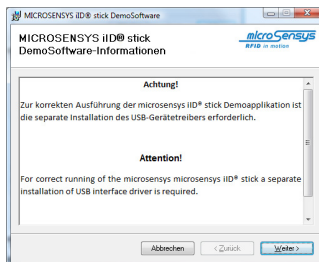 MICROSENSYS iID® stick DemoSoftware
MICROSENSYS iID® stick
DemoSoftware-Informationen
microSensys
RFID in motion
Achtung!
Zur korrekten Ausführung der microsensys iID® stick Demoapplikation ist
die separate Installation des USB-Gerätetreibers erforderlich.
Attention!
For correct running of the microsensys microsensys iID® stick a separate
installation of USB interface driver is required.
Abbrechen
< Zurück
Weiter >